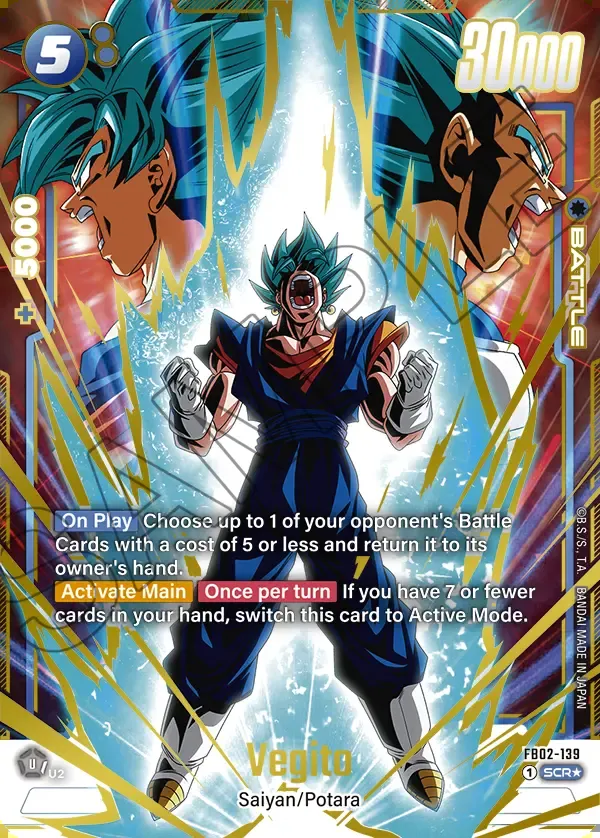 5
30000
+ 5000
BATTLE
SAMPLE
On Play Choose up to 1 of your opponent's Battle
Cards with a cost of 5 or less and return it to its
owner's hand.
Activate Main Once per turn If you have 7 or fewer
cards in your hand, switch this card to Active Mode.
©B.S./S., T.A. BANDAI MADE IN JAPAN
Vegito
Saiyan/Potara
U/U2
FB02-139
1 SCR★